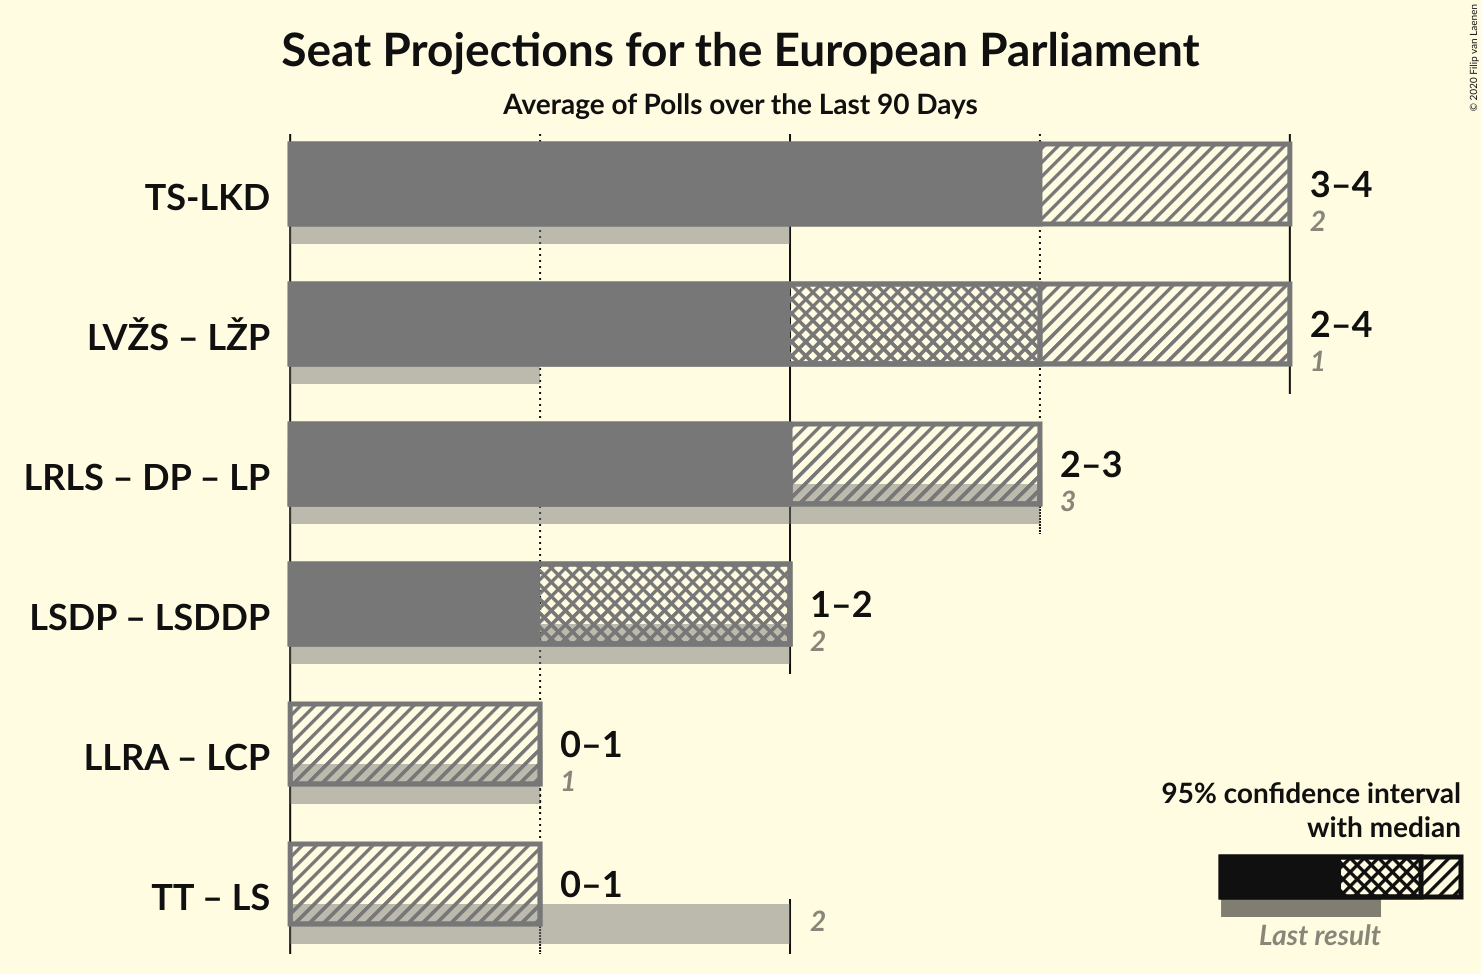 Seat Projections for the European Parliament
Average of Polls over the Last 90 Days
© 2020 Filip van Laenen
TS-LKD
3–4
2
LVŽS – LŽP
2–4
1
LRLS – DP – LP
2–3
3
LSDP – LSDDP
1–2
2
LLRA – LCP
0–1
1
TT – LS
0–1
2
95% confidence interval
with median
Last result